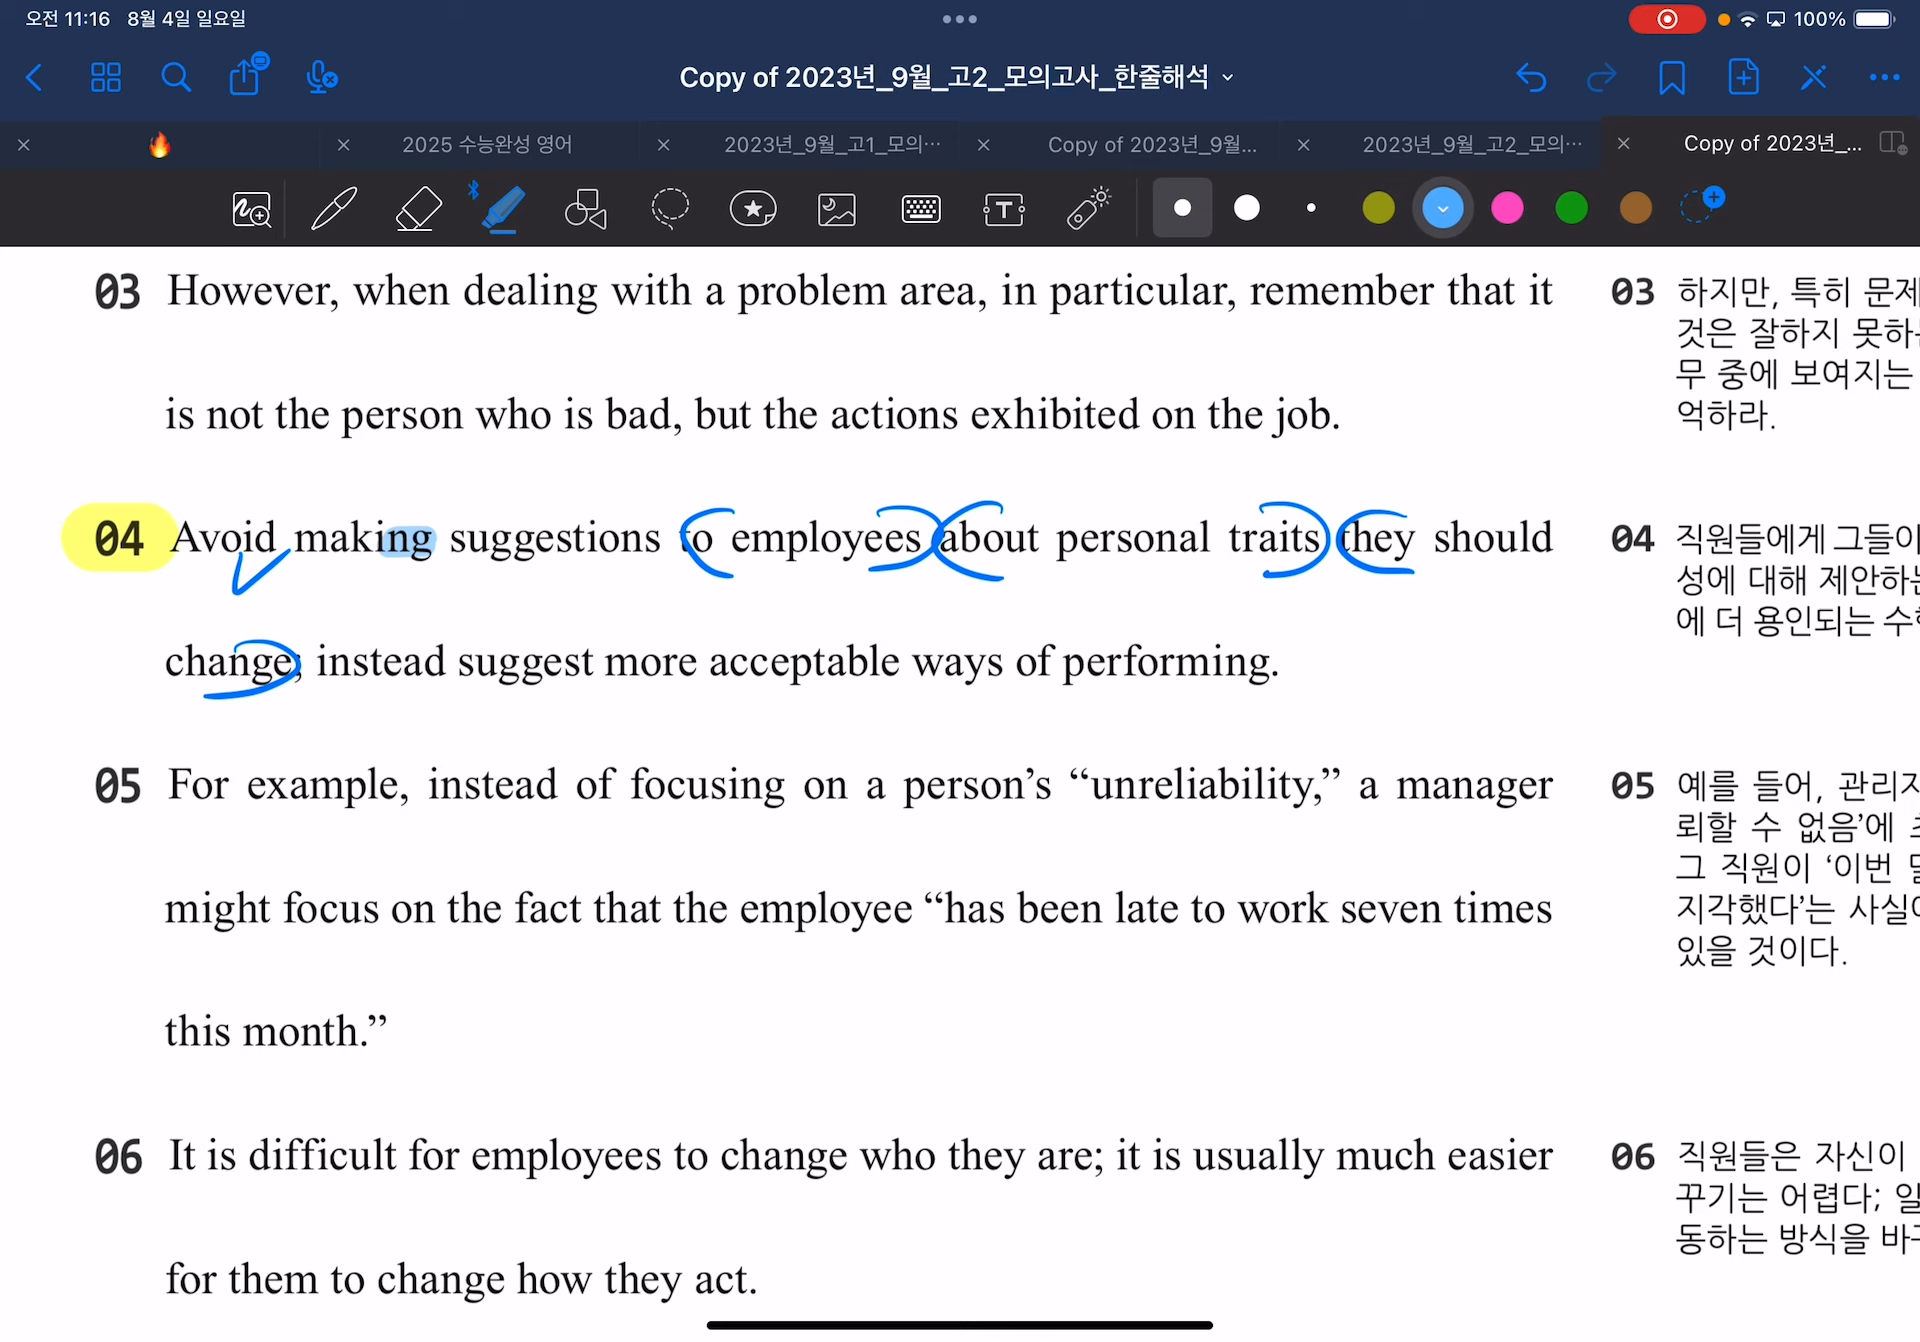 오전 11:16 8월 4일 일요일
100%
Copy of 2023년_9월_고2_모의고사_한줄해석
2025 수능완성 영어
2023년_9월_고1_모의…
Copy of 2023년_9월...
2023년_9월_고2_모의…
Copy of 2023년_...
03 However, when dealing with a problem area, in particular, remember that it
is not the person who is bad, but the actions exhibited on the job.
04 Avoid making suggestions to employees about personal traits they should
change; instead suggest more acceptable ways of performing.
05 For example, instead of focusing on a person's “unreliability,” a manager
might focus on the fact that the employee “has been late to work seven times
this month.”
06 It is difficult for employees to change who they are; it is usually much easier
for them to change how they act.
03 하지만, 특히 문제
것은 잘하지 못하는
무 중에 보여지는
억하라.
04 직원들에게 그들이
성에 대해 제안하는
에 더 용인되는 수행
05 예를 들어, 관리자
뢰할 수 없음’에
그 직원이 ‘이번
지각했다’는 사실에
있을 것이다.
06 직원들은 자신이
꾸기는 어렵다; 일
동하는 방식을 바꾸